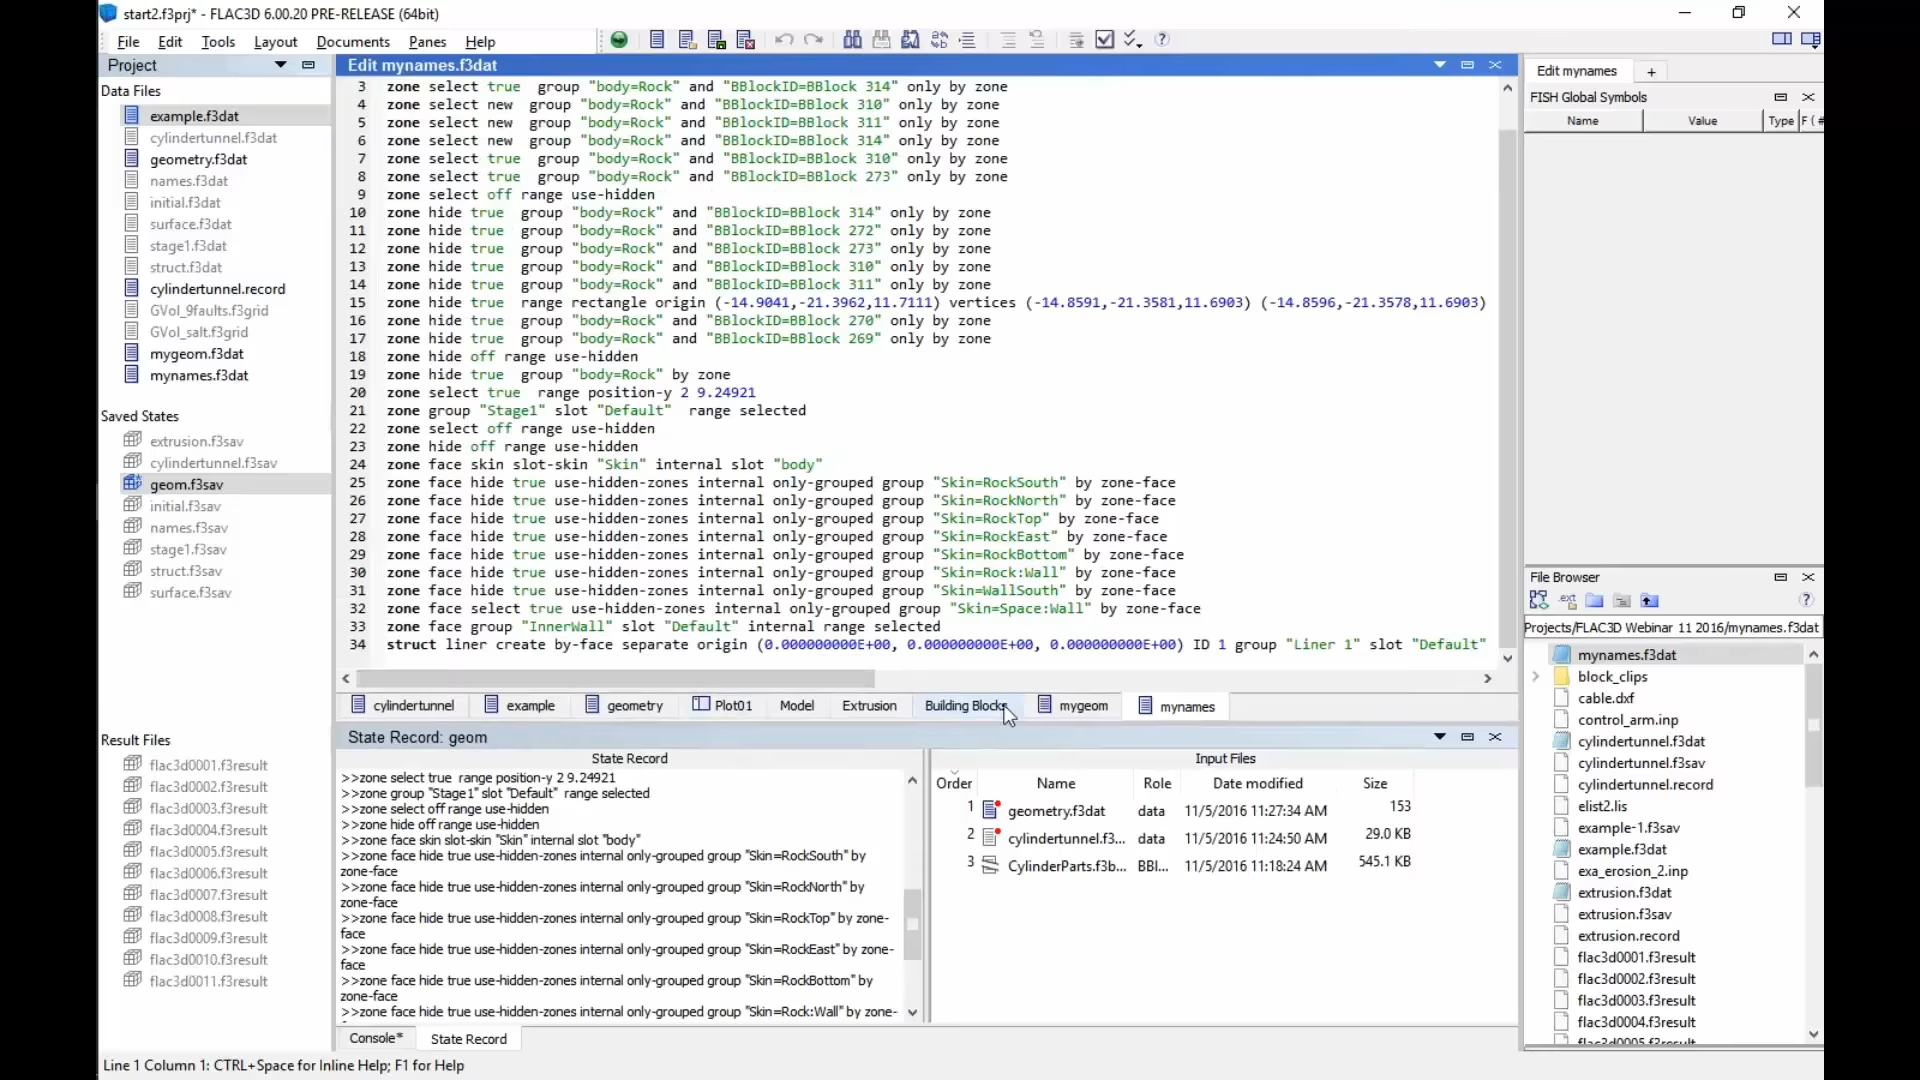 start2.f3prj* - FLAC3D 6.00.20 PRE-RELEASE (64bit)
File Edit Tools Layout Documents Panes Help
Project
Data Files
example.f3dat
cylindertunnel.f3dat
geometry.f3dat
names.f3dat
initial.f3dat
surface.f3dat
stage1.f3dat
struct.f3dat
cylindertunnel.record
GVol_9faults.f3grid
GVol_salt.f3grid
mygeom.f3dat
mynames.f3dat
Saved States
extrusion.f3sav
cylindertunnel.f3sav
geom.f3sav
initial.f3sav
names.f3sav
stage1.f3sav
struct.f3sav
surface.f3sav
Result Files
flac3d0001.f3result
flac3d0002.f3result
flac3d0003.f3result
flac3d0004.f3result
flac3d0005.f3result
flac3d0006.f3result
flac3d0007.f3result
flac3d0008.f3result
flac3d0009.f3result
flac3d0010.f3result
flac3d0011.f3result
Edit mynames.f3dat
3 zone select true  group "body=Rock" and "BBlockID=BBlock 314" only by zone
4 zone select new  group "body=Rock" and "BBlockID=BBlock 310" only by zone
5 zone select new  group "body=Rock" and "BBlockID=BBlock 311" only by zone
6 zone select new  group "body=Rock" and "BBlockID=BBlock 314" only by zone
7 zone select true  group "body=Rock" and "BBlockID=BBlock 310" only by zone
8 zone select true  group "body=Rock" and "BBlockID=BBlock 273" only by zone
9 zone select off range use-hidden
10 zone hide true  group "body=Rock" and "BBlockID=BBlock 314" only by zone
11 zone hide true  group "body=Rock" and "BBlockID=BBlock 272" only by zone
12 zone hide true  group "body=Rock" and "BBlockID=BBlock 273" only by zone
13 zone hide true  group "body=Rock" and "BBlockID=BBlock 310" only by zone
14 zone hide true  group "body=Rock" and "BBlockID=BBlock 311" only by zone
15 zone hide true  range rectangle origin (-14.9041,-21.3962,11.7111) vertices (-14.8591,-21.3581,11.6903) (-14.8596,-21.3578,11.6903)
16 zone hide true  group "body=Rock" and "BBlockID=BBlock 270" only by zone
17 zone hide true  group "body=Rock" and "BBlockID=BBlock 269" only by zone
18 zone hide off range use-hidden
19 zone hide true  group "body=Rock" by zone
20 zone select true  range position-y 2 9.24921
21 zone group "Stage1" slot "Default"  range selected
22 zone select off range use-hidden
23 zone hide off range use-hidden
24 zone face skin slot-skin "Skin" internal slot "body"
25 zone face hide true use-hidden-zones internal only-grouped group "Skin=RockSouth" by zone-face
26 zone face hide true use-hidden-zones internal only-grouped group "Skin=RockNorth" by zone-face
27 zone face hide true use-hidden-zones internal only-grouped group "Skin=RockTop" by zone-face
28 zone face hide true use-hidden-zones internal only-grouped group "Skin=RockEast" by zone-face
29 zone face hide true use-hidden-zones internal only-grouped group "Skin=RockBottom" by zone-face
30 zone face hide true use-hidden-zones internal only-grouped group "Skin=Rock:Wall" by zone-face
31 zone face hide true use-hidden-zones internal only-grouped group "Skin=WallSouth" by zone-face
32 zone face select true use-hidden-zones internal only-grouped group "Skin=Space:Wall" by zone-face
33 zone face group "InnerWall" slot "Default" internal range selected
34 struct liner create by-face separate origin (0.000000000E+00, 0.000000000E+00, 0.000000000E+00) ID 1 group "Liner 1" slot "Default"
cylindertunnel example geometry Plot01 Model Extrusion Building Blocks mygeom mynames
State Record: geom
State Record
>>zone select true  range position-y 2 9.24921
>>zone group "Stage1" slot "Default"  range selected
>>zone select off range use-hidden
>>zone hide off range use-hidden
>>zone face skin slot-skin "Skin" internal slot "body"
>>zone face hide true use-hidden-zones internal only-grouped group "Skin=RockSouth" by
zone-face
>>zone face hide true use-hidden-zones internal only-grouped group "Skin=RockNorth" by
zone-face
>>zone face hide true use-hidden-zones internal only-grouped group "Skin=RockTop" by zone-
face
>>zone face hide true use-hidden-zones internal only-grouped group "Skin=RockEast" by zone-
face
>>zone face hide true use-hidden-zones internal only-grouped group "Skin=RockBottom" by
zone-face
>>zone face hide true use-hidden-zones internal only-grouped group "Skin=Rock:Wall" by zone-
Input Files
Order Name Role Date modified Size
1 geometry.f3dat data 11/5/2016 11:27:34 AM 153
2 cylindertunnel.f3... data 11/5/2016 11:24:50 AM 29.0 KB
3 CylinderParts.f3b... BBl... 11/5/2016 11:18:24 AM 545.1 KB
Console* State Record
Line 1 Column 1: CTRL+Space for Inline Help; F1 for Help
Edit mynames +
FISH Global Symbols
Name Value Type F ( #
File Browser
.ext
Projects/FLAC3D Webinar 11 2016/mynames.f3dat
mynames.f3dat
block_clips
cable.dxf
control_arm.inp
cylindertunnel.f3dat
cylindertunnel.f3sav
cylindertunnel.record
elist2.lis
example-1.f3sav
example.f3dat
exa_erosion_2.inp
extrusion.f3dat
extrusion.f3sav
extrusion.record
flac3d0001.f3result
flac3d0002.f3result
flac3d0003.f3result
flac3d0004.f3result
flac3d0005.f3result